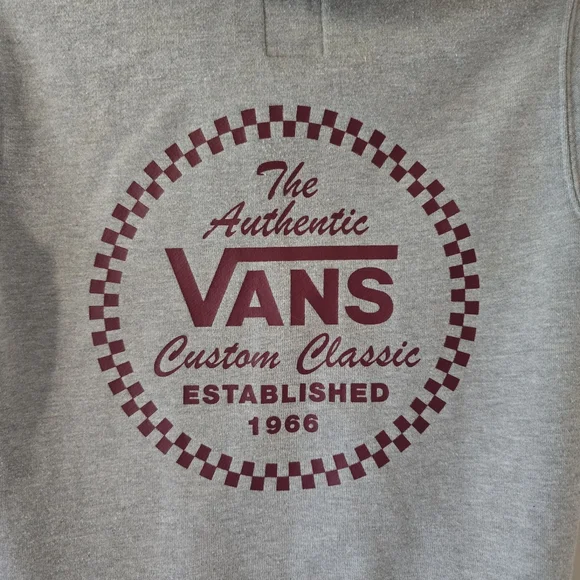 The
Authentic
VANS
Custom Classic
ESTABLISHED
1966